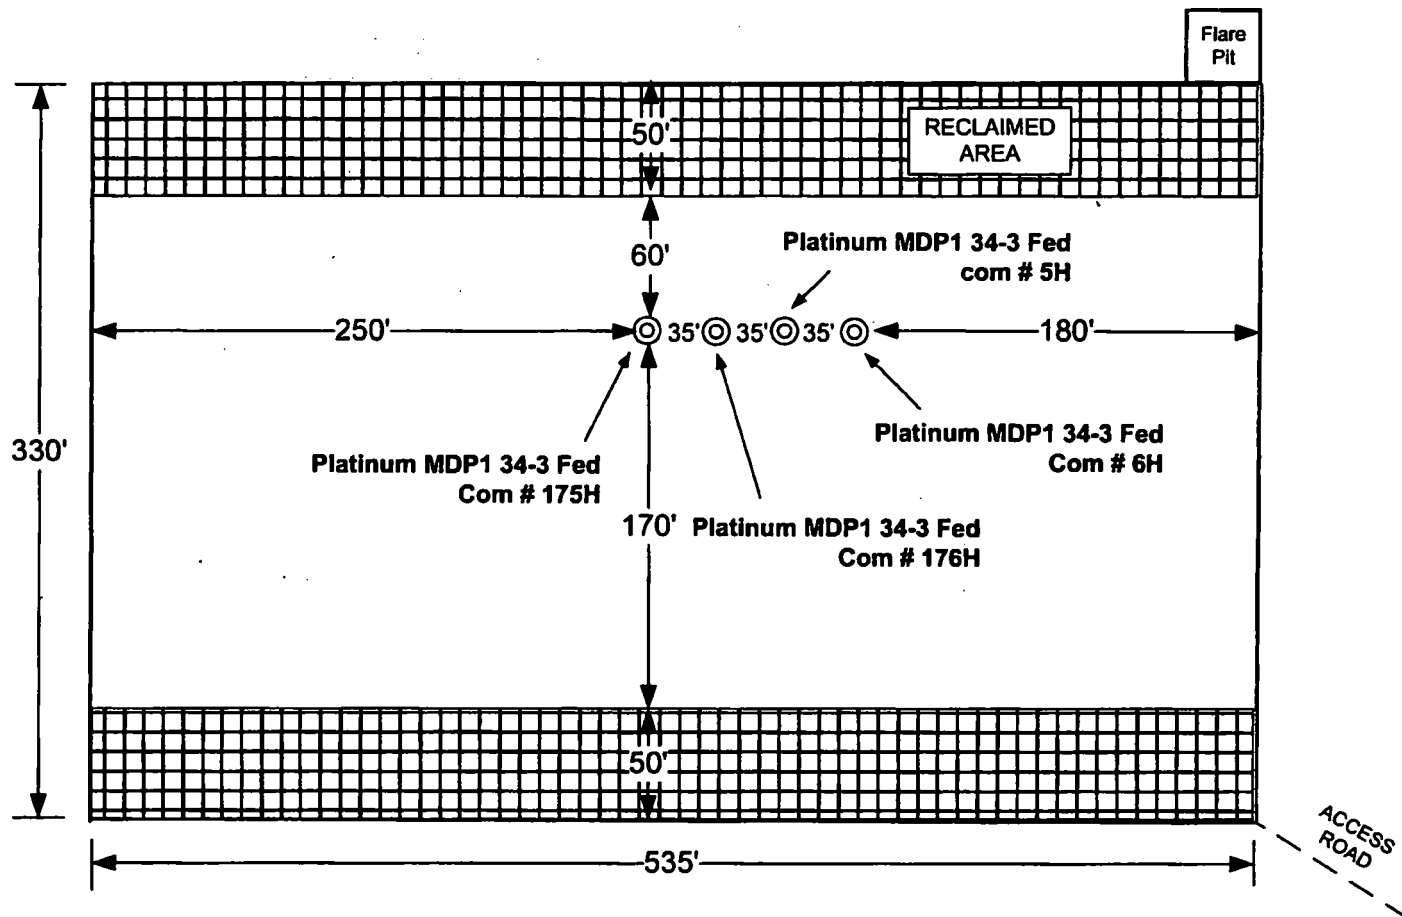 Flare
Pit
50'
RECLAIMED
AREA
60'
Platinum MDP1 34-3 Fed
com # 5H
250'
35'
35'
35'
180'
330'
Platinum MDP1 34-3 Fed
Com # 175H
Platinum MDP1 34-3 Fed
Com # 6H
170'
Platinum MDP1 34-3 Fed
Com # 176H
50'
535'
ACCESS
ROAD